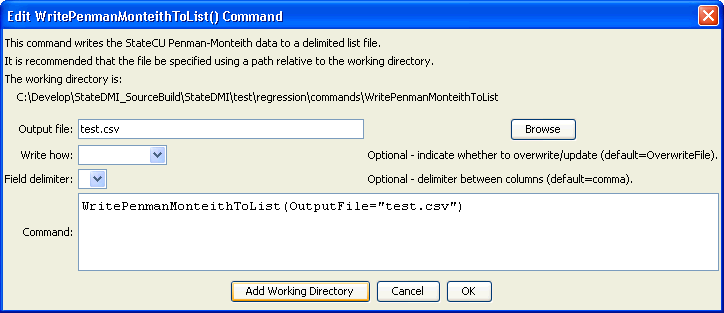 Edit WritePenmanMonteithToList() Command
This command writes the StateCU Penman-Monteith data to a delimited list file.
It is recommended that the file be specified using a path relative to the working directory.
The working directory is:
C:\Develop\StateDMI_SourceBuild\StateDMI\test\regression\commands\WritePenmanMonteithToList
Output file: test.csv Browse
Write how: Optional - indicate whether to overwrite/update (default=OverwriteFile).
Field delimiter: Optional - delimiter between columns (default=comma).
Command: WritePenmanMonteithToList(OutputFile="test.csv")
Add Working Directory Cancel OK